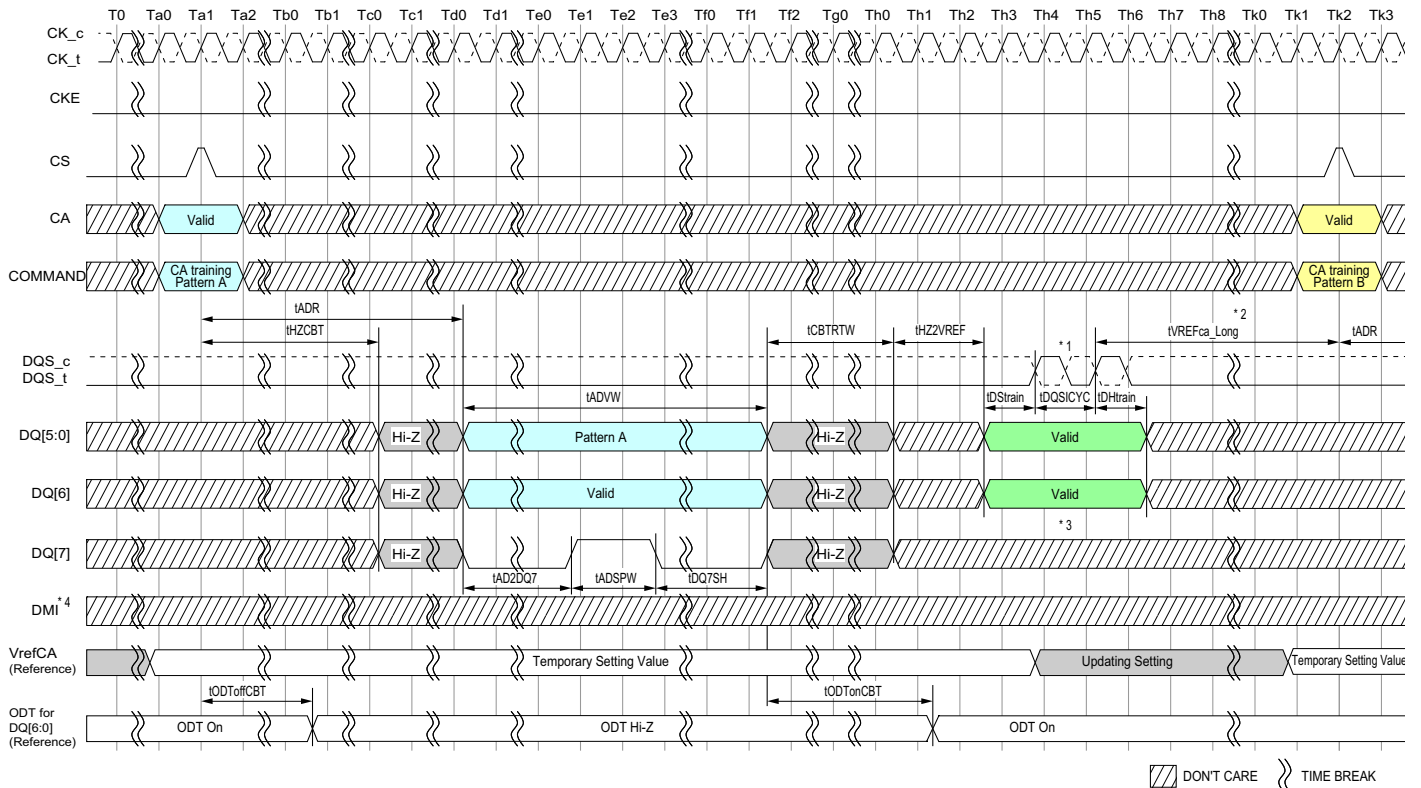 T0 Ta0 Ta1 Ta2 Tb0 Tb1 Tc0 Tc1 Td0 Td1 Te0 Te1 Te2 Te3 Tf0 Tf1 Tf2 Tg0 Th0 Th1 Th2 Th3 Th4 Th5 Th6 Th7 Th8 Tk0 Tk1 Tk2 Tk3
CK_c
CK_t
CKE
CS
CA Valid Valid
COMMAND CA training Pattern A CA training Pattern B
tADR * 2
tHZCBT tCBTRTW tHZ2VREF tVREFca_Long tADR
* 1
DQS_c
DQS_t
tADVW tDStrain tDQSICYC tDHtrain
DQ[5:0] Hi-Z Pattern A Hi-Z Valid
DQ[6] Hi-Z Valid Hi-Z Valid
* 3
DQ[7] Hi-Z Hi-Z
tAD2DQ7 tADSPW tDQ7SH
DMI* 4
VrefCA
(Reference) Temporary Setting Value Updating Setting Temporary Setting Value
tODToffCBT tODTonCBT
ODT for
DQ[6:0] ODT On ODT Hi-Z ODT On
(Reference)
DON'T CARE TIME BREAK